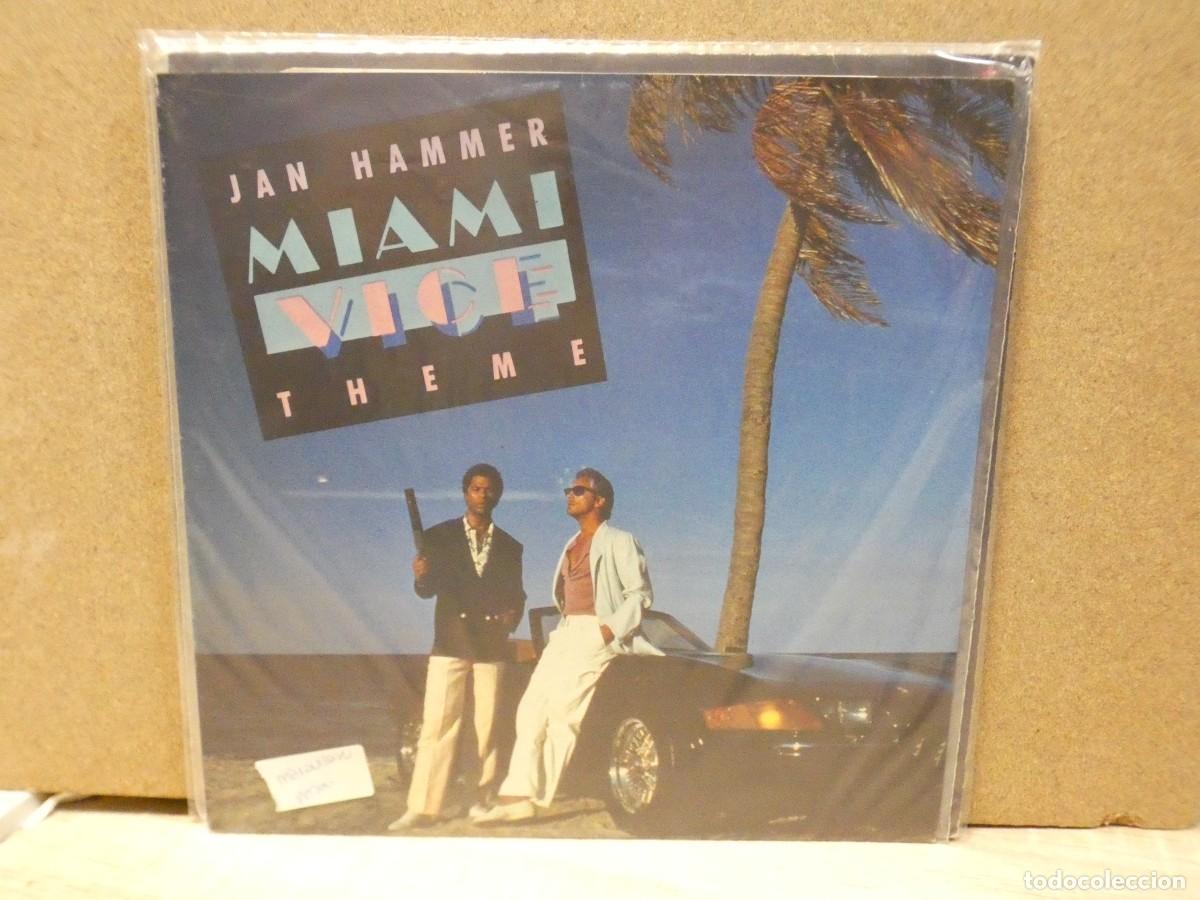 JAN HAMMER
MIAMI
VICE
THEME
todocoleccion